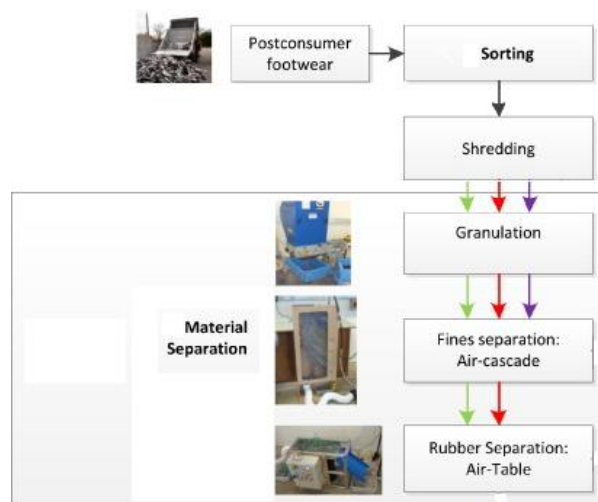 Postconsumer
footwear
Sorting
Shredding
Granulation
Material
Separation
Fines separation:
Air-cascade
Rubber Separation:
Air-Table